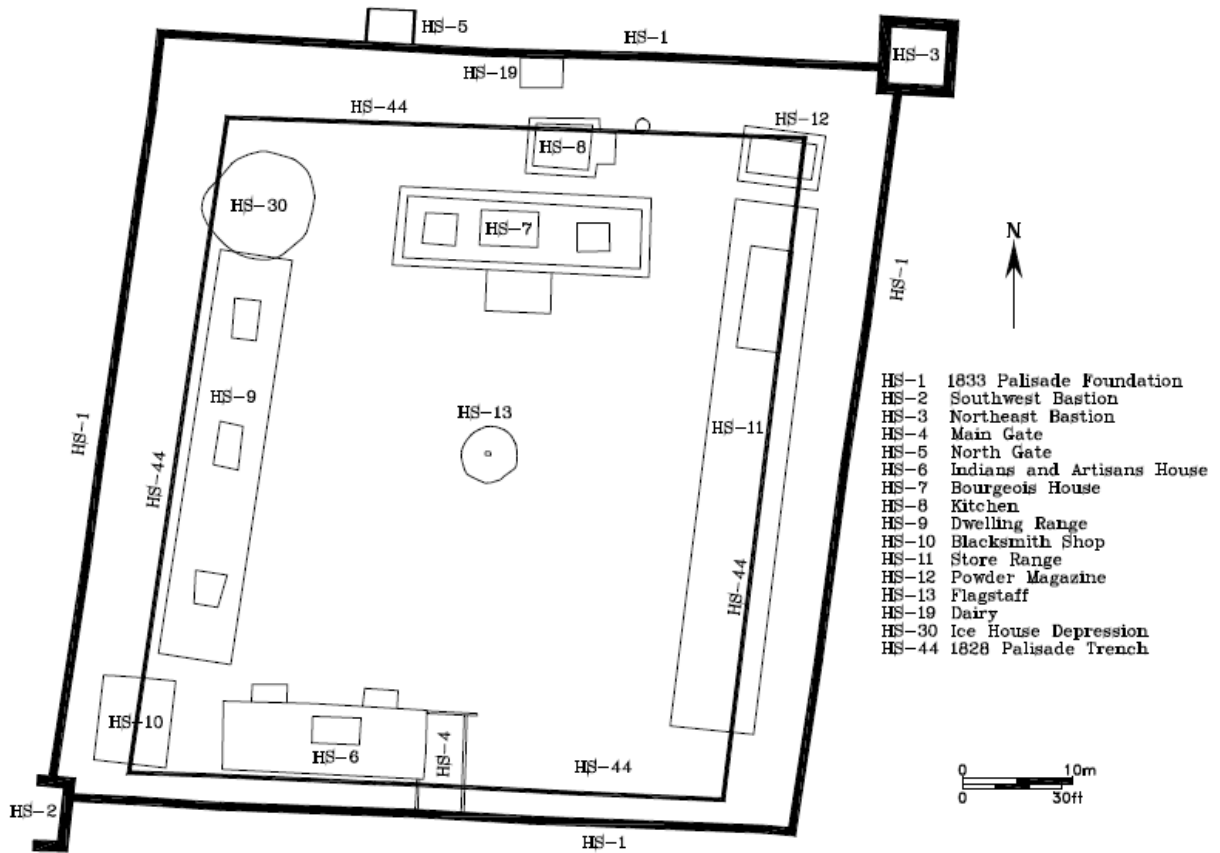 HS-5
HS-1
HS-3
HS-19
HS-44
HS-12
HS-8
HS-30
HS-7
N
HS-1
HS-1 1833 Palisade Foundation
HS-2 Southwest Bastion
HS-3 Northeast Bastion
HS-4 Main Gate
HS-5 North Gate
HS-6 Indians and Artisans House
HS-7 Bourgeois House
HS-8 Kitchen
HS-9 Dwelling Range
HS-10 Blacksmith Shop
HS-11 Store Range
HS-12 Powder Magazine
HS-13 Flagstaff
HS-19 Dairy
HS-30 Ice House Depression
HS-44 1828 Palisade Trench
HS-9
HS-13
HS-11
HS-1
HS-44
HS-44
HS-10
HS-6
HS-4
HS-44
0 10m
0 30ft
HS-2
HS-1